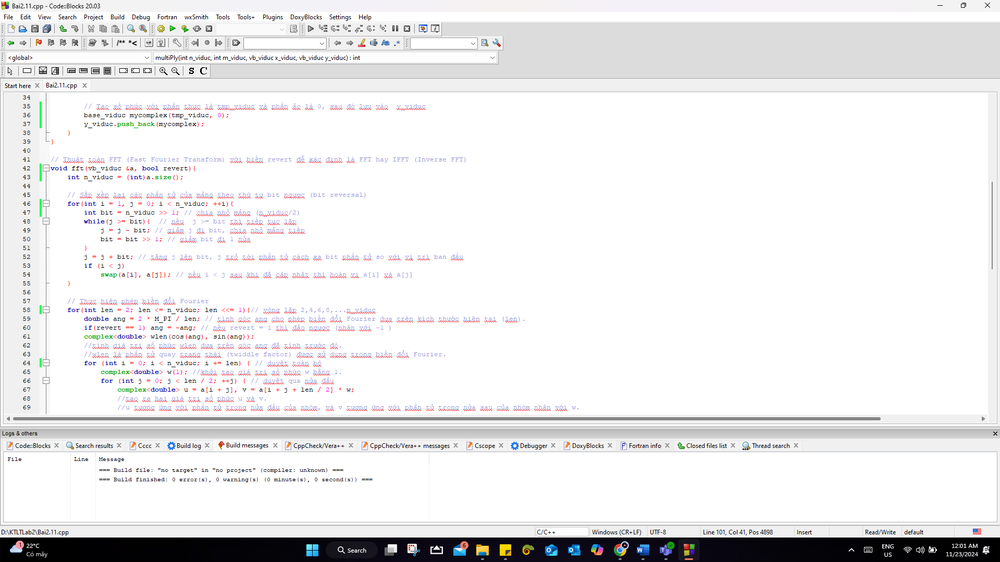 Bai2.11.cpp - Code::Blocks 20.03
File Edit View Search Project Build Debug Fortran wxSmith Tools Tools+ Plugins DoxyBlocks Settings Help
/** *<
<global> multiPly(int n_viduc, int m_viduc, vb_viduc x_viduc, vb_viduc y_viduc) : int
S C
Start here Bai2.11.cpp
34
35 // Tạo số phức với phần thực là tmp_viduc và phần ảo là 0, sau đó lưu vào  y_viduc
36 base_viduc mycomplex(tmp_viduc, 0);
37 y_viduc.push_back(mycomplex);
38 }
39 }
40
41 // Thuật toán FFT (Fast Fourier Transform) với biến revert để xác định là FFT hay IFFT (Inverse FFT)
42 void fft(vb_viduc &a, bool revert){
43 int n_viduc = (int)a.size();
44
45 // Sắp xếp lại các phần tử của mảng theo thứ tự bit ngược (bit reversal)
46 for(int i = 1, j = 0; i < n_viduc; ++i){
47 int bit = n_viduc >> 1; // chia nhỏ mảng (n_viduc/2)
48 while(j >= bit){  // nếu  j >= bit thì tiếp tục lặp
49 j = j - bit; // giảm j đi bit, chia nhỏ mảng tiếp
50 bit = bit >> 1; // giảm bit đi 1 nửa
51 }
52 j = j + bit; // tăng j lên bit, j trỏ tới phần tử cách xa bit phần tử so với vị trí ban đầu
53 if (i < j)
54 swap(a[i], a[j]); // nếu i < j sau khi đã cập nhật thì hoán vị a[i] và a[j]
55 }
56
57 // Thực hiện phép biến đổi Fourier
58 for(int len = 2; len <= n_viduc; len <<= 1){// vòng lặp 2,4,6,8,...n_viduc
59 double ang = 2 * M_PI / len; // tính góc ang cho phép biến đổi Fourier dựa trên kích thước hiện tại (len).
60 if(revert == 1) ang = -ang; // nếu revert = 1 thì đảo ngược (nhân với -1 )
61 complex<double> wlen(cos(ang), sin(ang));
62 //tính giá trị số phức wlen dựa trên góc ang đã tính trước đó.
63 //wlen là phần tử quay trạng thái (twiddle factor) được sử dụng trong biến đổi Fourier.
64 for (int i = 0; i < n_viduc; i += len) { // duyệt toàn bộ
65 complex<double> w(1); //khởi tạo giá trị số phức w bằng 1.
66 for (int j = 0; j < len / 2; ++j) { // duyệt qua nửa đầu
67 complex<double> u = a[i + j], v = a[i + j + len / 2] * w;
68 //tạo ra hai giá trị số phức u và v.
69 //u tương ứng với phần tử trong nửa đầu của nhóm, và v tương ứng với phần tử trong nửa sau của nhóm nhân với w.
Logs & others
Code::Blocks Search results Cccc Build log Build messages CppCheck/Vera++ CppCheck/Vera++ messages Cscope Debugger DoxyBlocks Fortran info Closed files list Thread search
File Line Message
=== Build file: "no target" in "no project" (compiler: unknown) ===
=== Build finished: 0 error(s), 0 warning(s) (0 minute(s), 0 second(s)) ===
D:\KTLTLab2\Bai2.11.cpp C/C++ Windows (CR+LF) UTF-8 Line 101, Col 41, Pos 4898 Insert Read/Write default
1 22°C Search 6 ENG 12:01 AM
Có mây US 11/23/2024